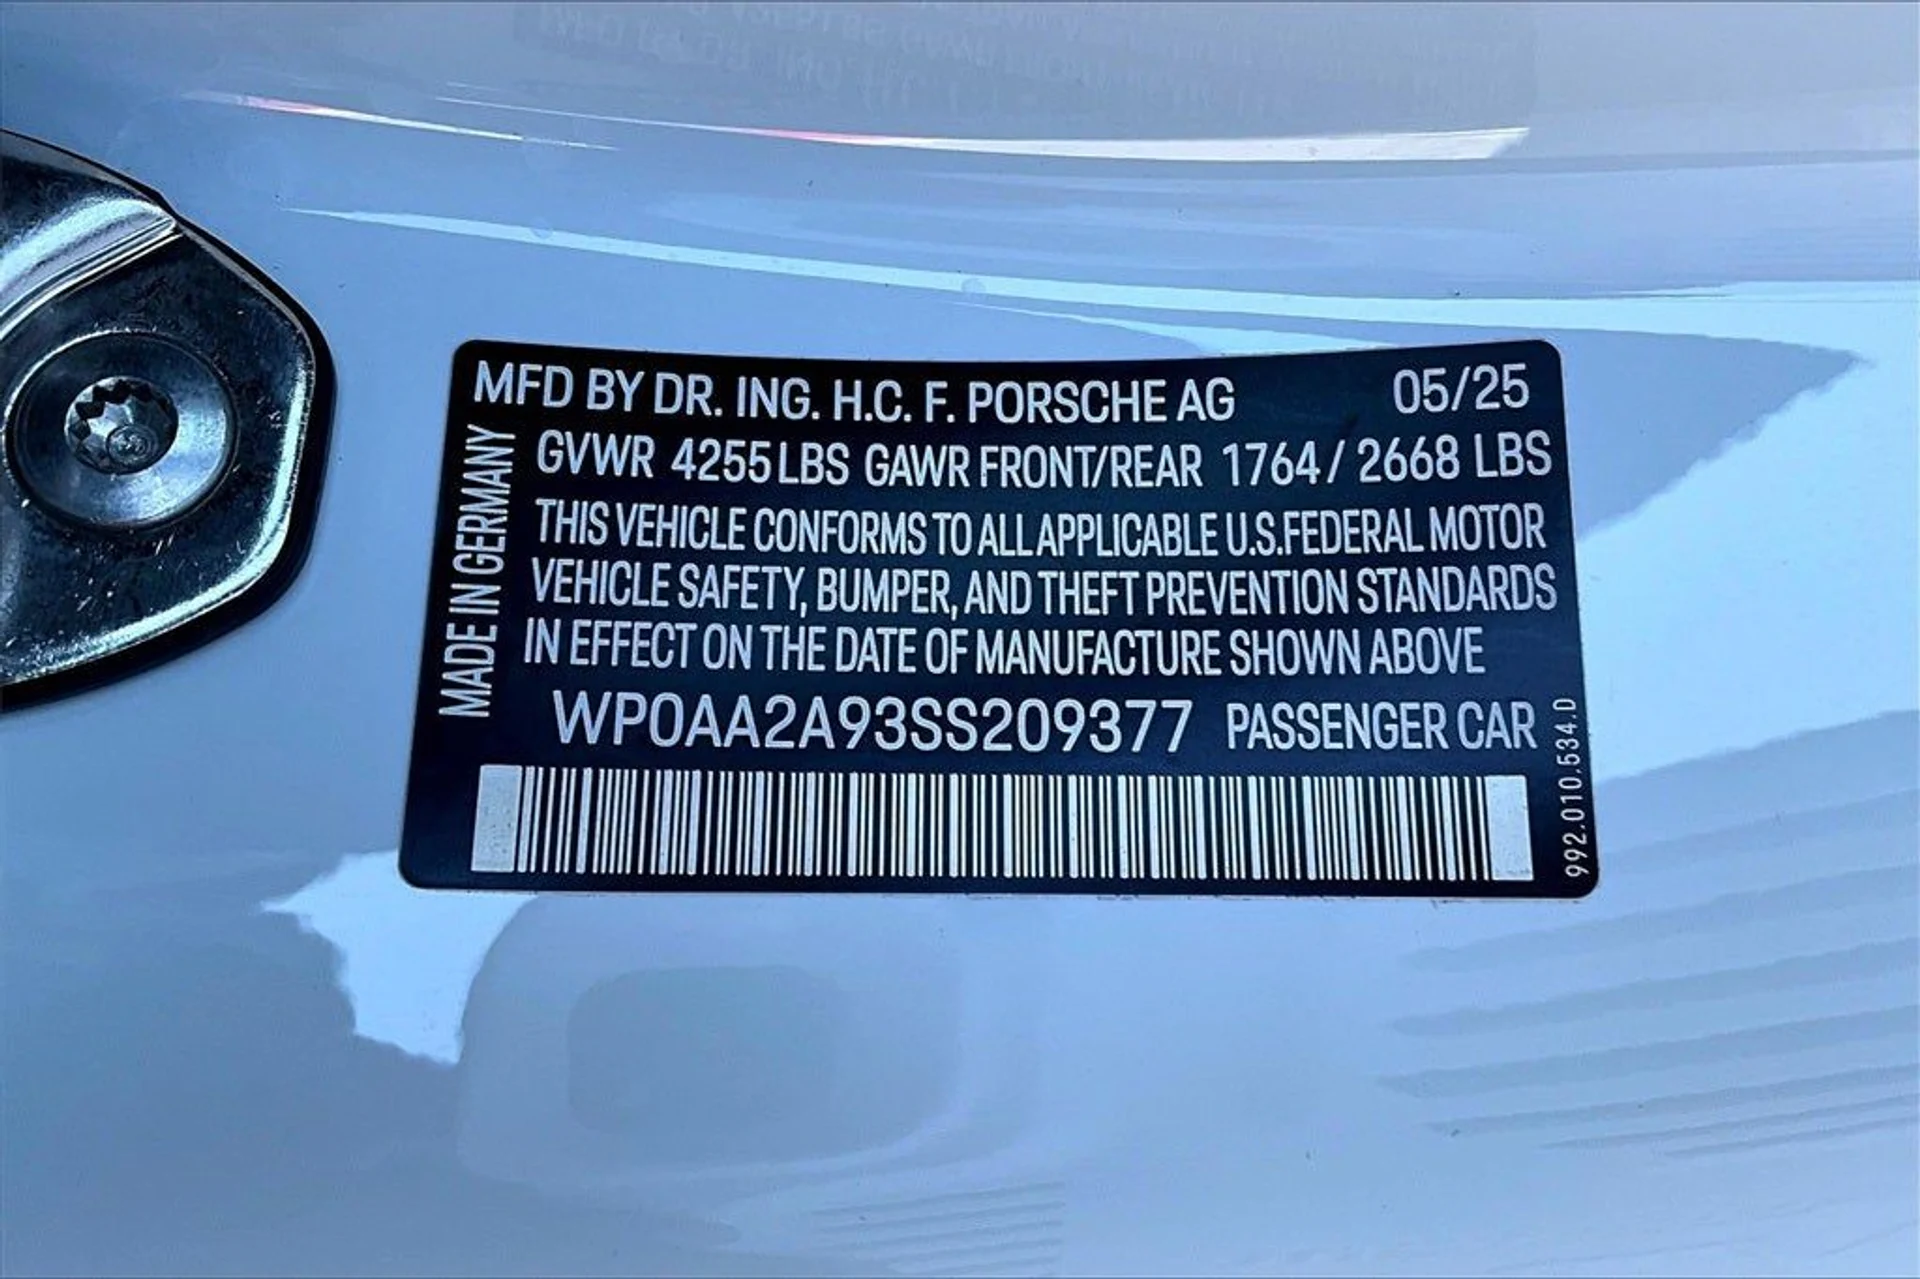 MFD BY DR. ING. H.C. F. PORSCHE AG 05/25
GVWR 4255 LBS GAWR FRONT/REAR 1764 / 2668 LBS
THIS VEHICLE CONFORMS TO ALL APPLICABLE U.S.FEDERAL MOTOR
VEHICLE SAFETY, BUMPER, AND THEFT PREVENTION STANDARDS
IN EFFECT ON THE DATE OF MANUFACTURE SHOWN ABOVE
WP0AA2A93SS209377 PASSENGER CAR
MADE IN GERMANY
992.010.534.D